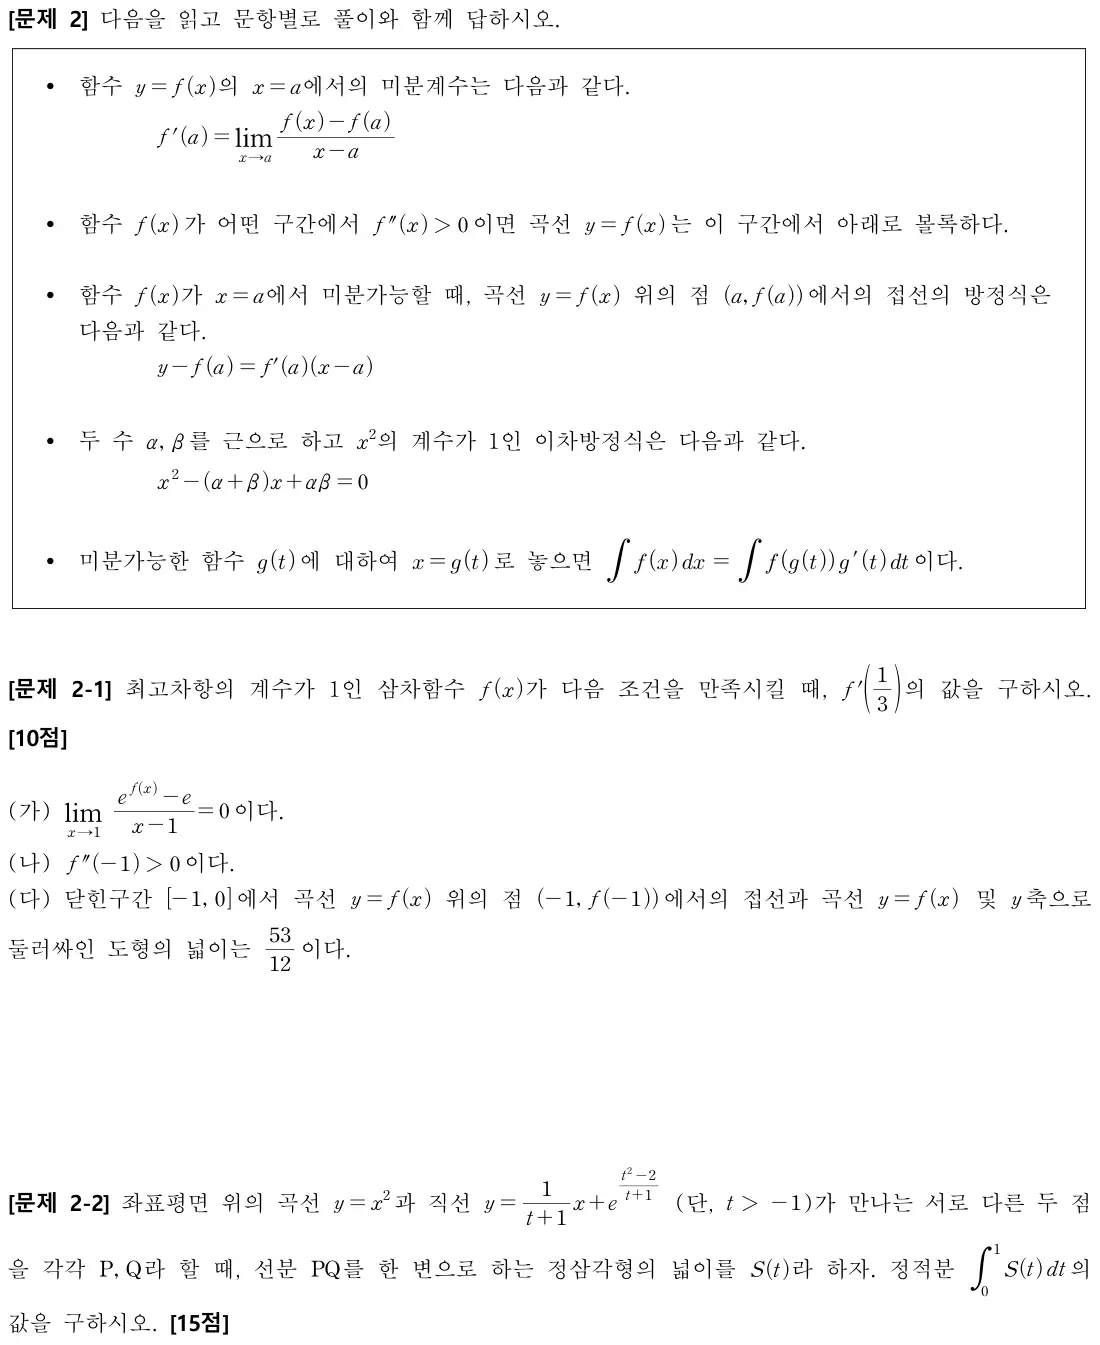 [문제 2] 다음을 읽고 문항별로 풀이와 함께 답하시오.
• 함수 y=f(x)의 x=a에서의 미분계수는 다음과 같다.
f′(a)=lim_{x→a} (f(x)−f(a))/(x−a)
• 함수 f(x)가 어떤 구간에서 f″(x)>0이면 곡선 y=f(x)는 이 구간에서 아래로 볼록하다.
• 함수 f(x)가 x=a에서 미분가능할 때, 곡선 y=f(x) 위의 점 (a, f(a))에서의 접선의 방정식은
다음과 같다.
y−f(a)=f′(a)(x−a)
• 두 수 α, β를 근으로 하고 x²의 계수가 1인 이차방정식은 다음과 같다.
x²−(α+β)x+αβ=0
• 미분가능한 함수 g(t)에 대하여 x=g(t)로 놓으면 ∫f(x)dx=∫f(g(t))g′(t)dt이다.
[문제 2-1] 최고차항의 계수가 1인 삼차함수 f(x)가 다음 조건을 만족시킬 때, f′(1/3)의 값을 구하시오.
[10점]
(가) lim_{x→1} (e^{f(x)}−e)/(x−1)=0이다.
(나) f″(−1)>0이다.
(다) 닫힌구간 [−1, 0]에서 곡선 y=f(x) 위의 점 (−1, f(−1))에서의 접선과 곡선 y=f(x) 및 y축으로
둘러싸인 도형의 넓이는 53/12이다.
[문제 2-2] 좌표평면 위의 곡선 y=x²과 직선 y=1/(t+1) x+e^{(t²−2)/(t+1)} (단, t>−1)가 만나는 서로 다른 두 점
을 각각 P, Q라 할 때, 선분 PQ를 한 변으로 하는 정삼각형의 넓이를 S(t)라 하자. 정적분 ∫_0^1 S(t)dt의
값을 구하시오. [15점]